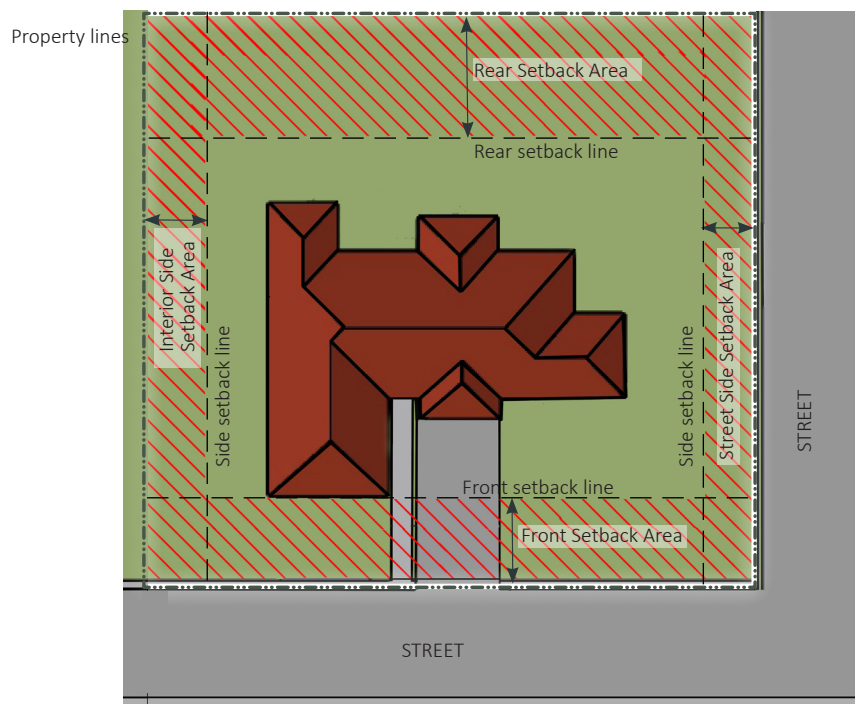 Property lines
Rear Setback Area
Rear setback line
Interior Side
Setback Area
Side setback line
Side setback line
Street Side Setback Area
STREET
Front setback line
Front Setback Area
STREET